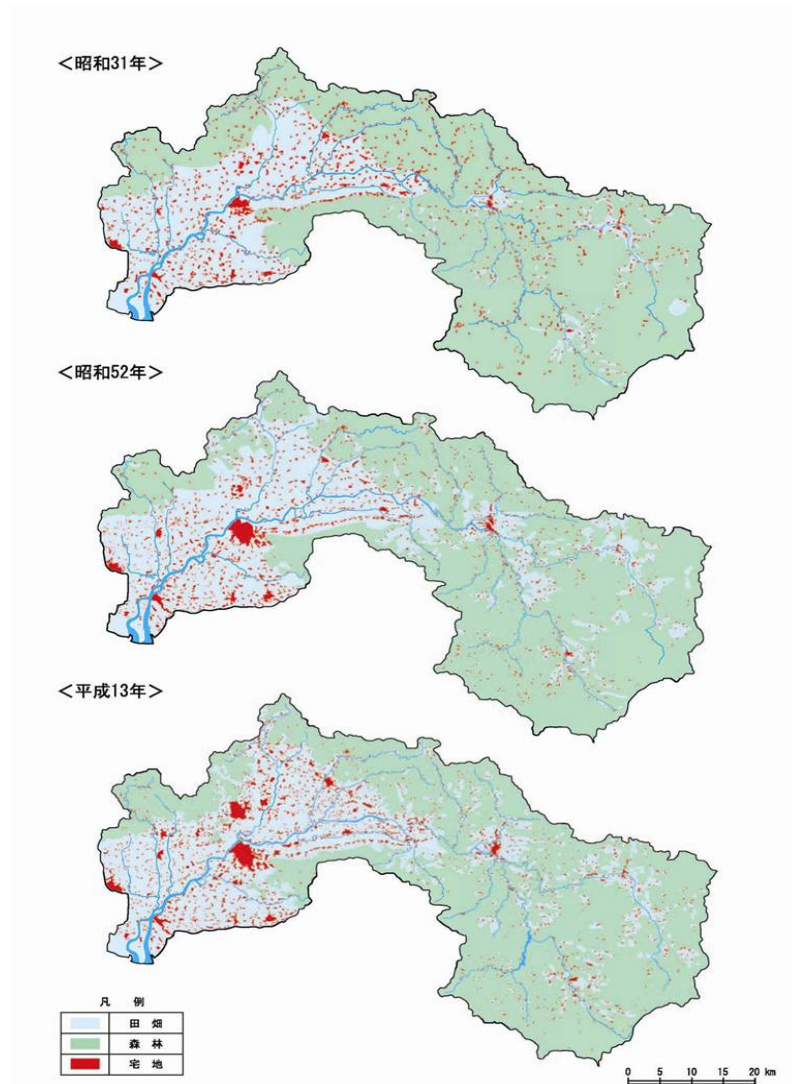 <昭和31年>
<昭和52年>
<平成13年>
凡 例
田 畑
森 林
宅 地
0 5 10 15 20 km